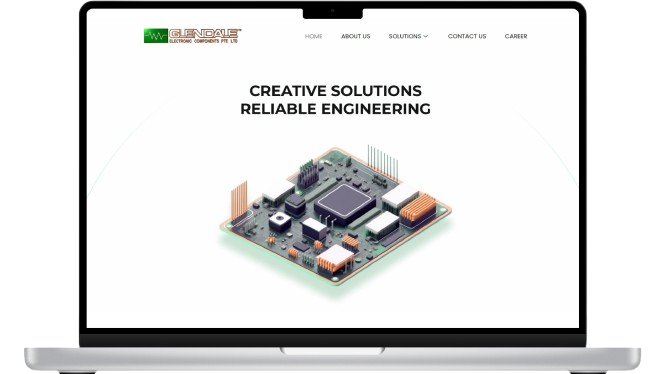 GLENDALE
ELECTRONIC COMPONENTS PTE LTD
HOME ABOUT US SOLUTIONS CONTACT US CAREER
CREATIVE SOLUTIONS
RELIABLE ENGINEERING